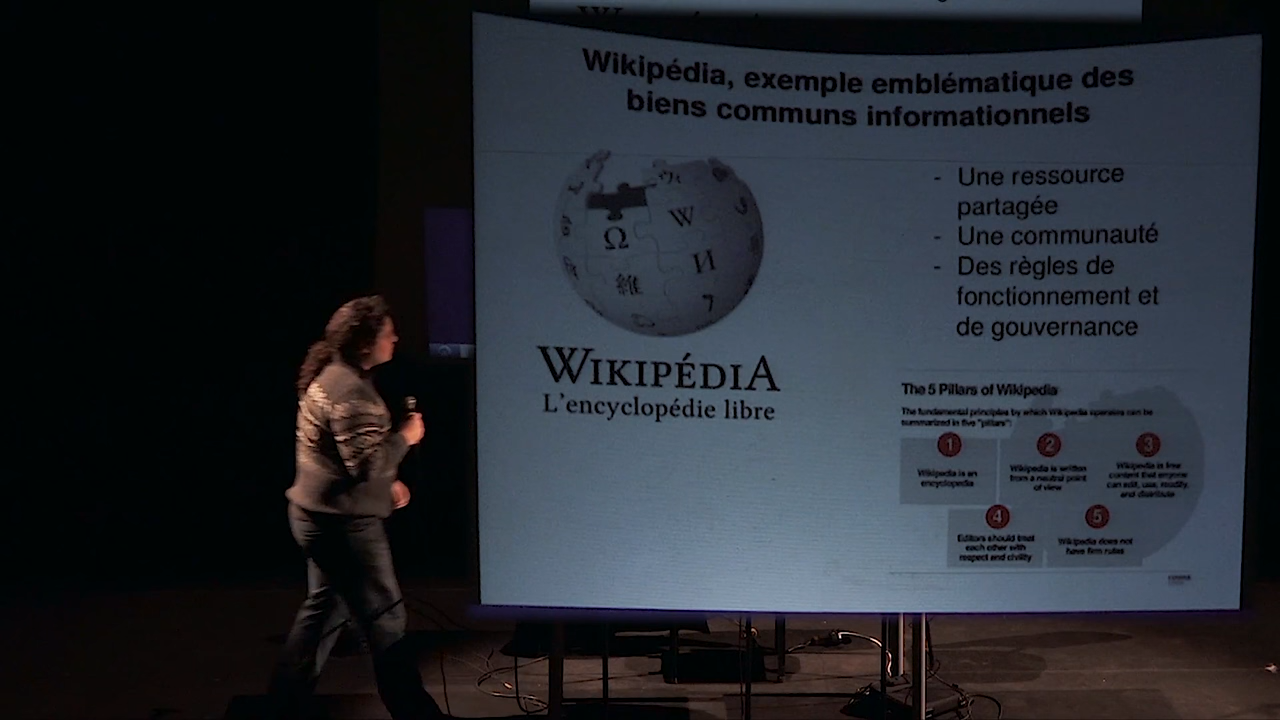 Wikipédia, exemple emblématique des
biens communs informationnels
Ω
W
И
維
7
WIKIPÉDIA
L'encyclopédie libre
- Une ressource
partagée
- Une communauté
- Des règles de
fonctionnement et
de gouvernance
The 5 Pillars of Wikipedia
The fundamental principles by which Wikipedia operates can be
summarized in five "pillars":
1
Wikipedia is an
encyclopedia
2
Wikipedia is written
from a neutral point
of view
3
Wikipedia is free
content that anyone
can edit, use, modify,
and distribute
4
Editors should treat
each other with
respect and civility
5
Wikipedia does not
have firm rules